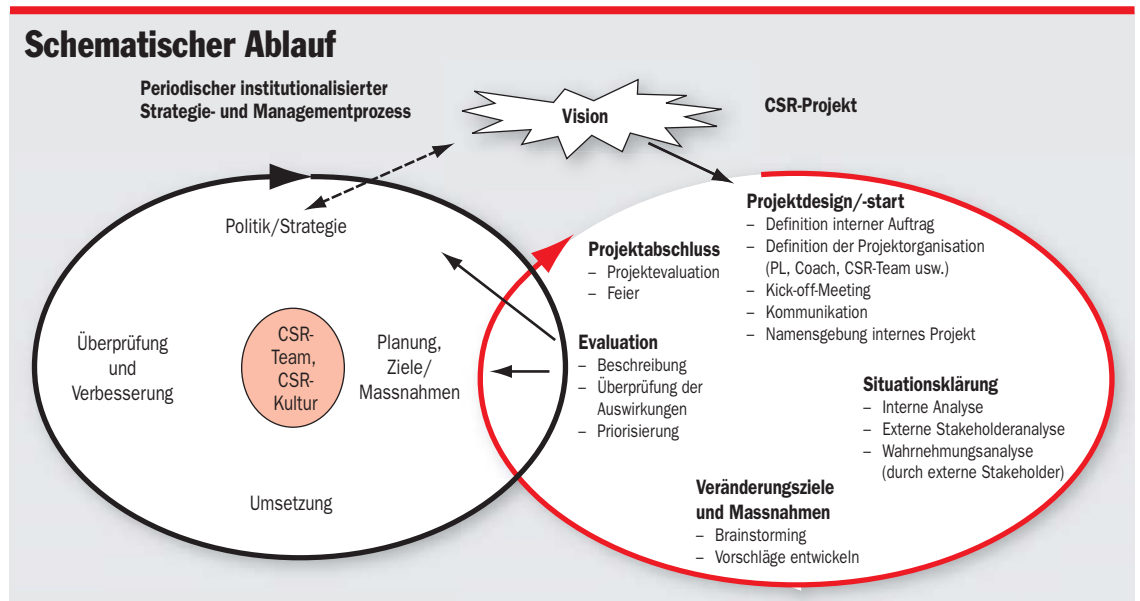 Schematischer Ablauf
Periodischer institutionalisierter
Strategie- und Managementprozess
Vision
CSR-Projekt
Politik/Strategie
Überprüfung
und
Verbesserung
CSR-
Team,
CSR-
Kultur
Planung,
Ziele/
Massnahmen
Umsetzung
Projektdesign/-start
– Definition interner Auftrag
– Definition der Projektorganisation
(PL, Coach, CSR-Team usw.)
– Kick-off-Meeting
– Kommunikation
– Namensgebung internes Projekt
Situationsklärung
– Interne Analyse
– Externe Stakeholderanalyse
– Wahrnehmungsanalyse
(durch externe Stakeholder)
Veränderungsziele
und Massnahmen
– Brainstorming
– Vorschläge entwickeln
Evaluation
– Beschreibung
– Überprüfung der
Auswirkungen
– Priorisierung
Projektabschluss
– Projektevaluation
– Feier